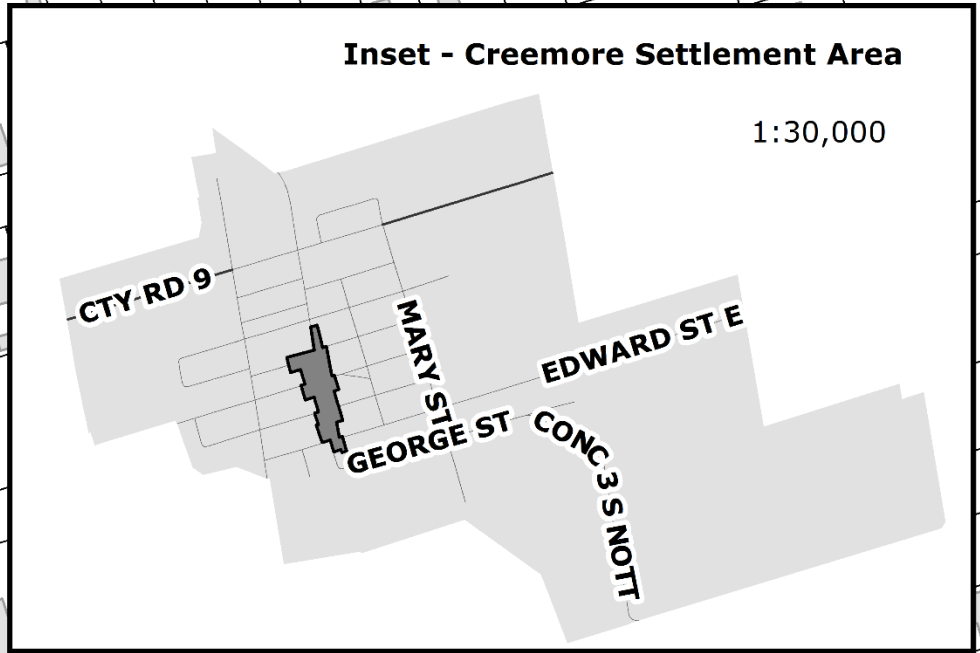 Inset - Creemore Settlement Area
1:30,000
CTY RD 9
MARY ST
EDWARD ST E
GEORGE ST
CONC 3 S NOTT